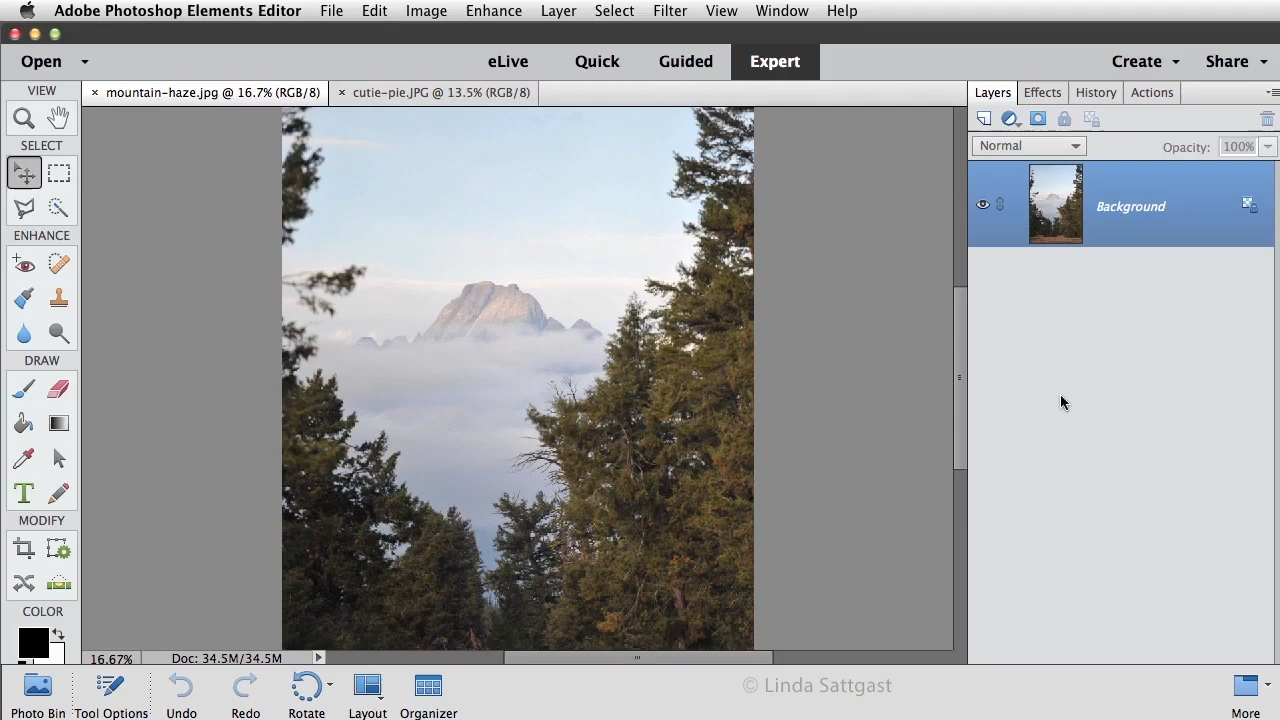 Adobe Photoshop Elements Editor File Edit Image Enhance Layer Select Filter View Window Help
Open eLive Quick Guided Expert Create Share
VIEW × mountain-haze.jpg @ 16.7% (RGB/8) × cutie-pie.JPG @ 13.5% (RGB/8) Layers Effects History Actions
SELECT Normal Opacity: 100%
Background
ENHANCE
DRAW
T
MODIFY
COLOR
16.67% Doc: 34.5M/34.5M
© Linda Sattgast
Photo Bin Tool Options Undo Redo Rotate Layout Organizer More